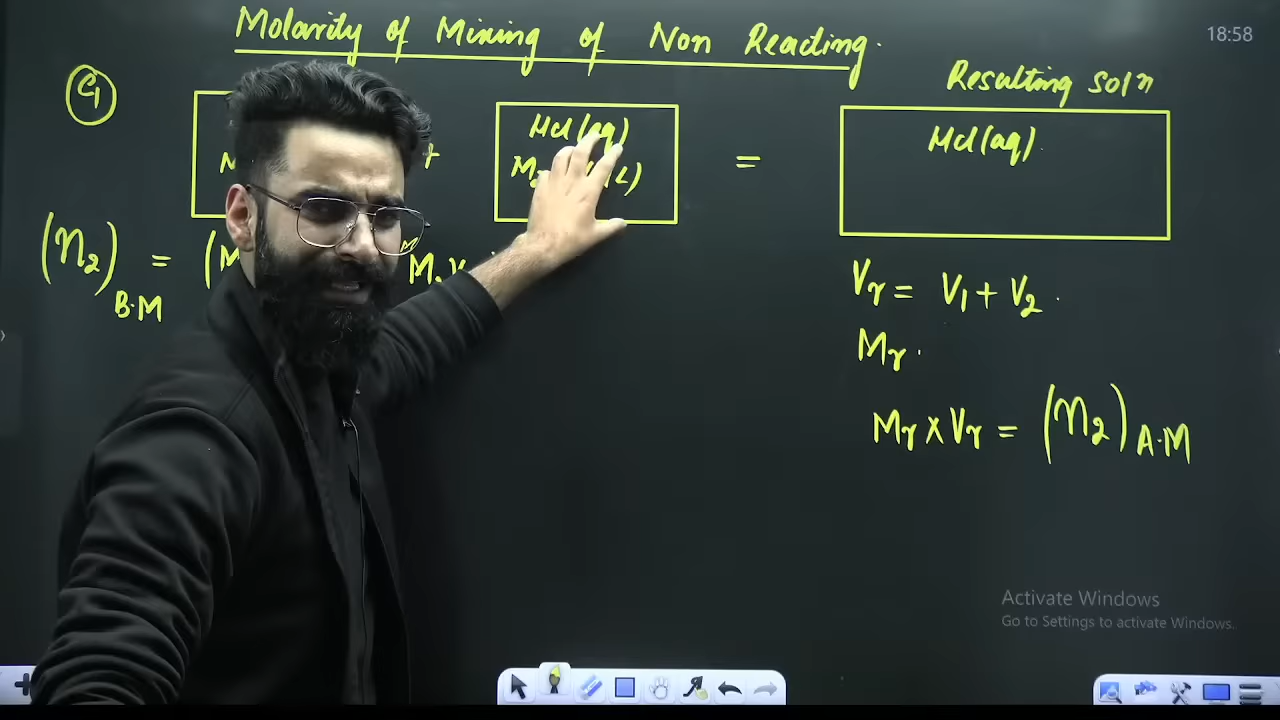 Molarity of Mixing of Non Reacting.
18:58
C1
HCl(aq)
+
=
Resulting solⁿ
HCl(aq).
(n₂)B.M = (M
Vr = V₁ + V₂.
Mr.
Mr × Vr = (n₂)A.M
Activate Windows
Go to Settings to activate Windows.